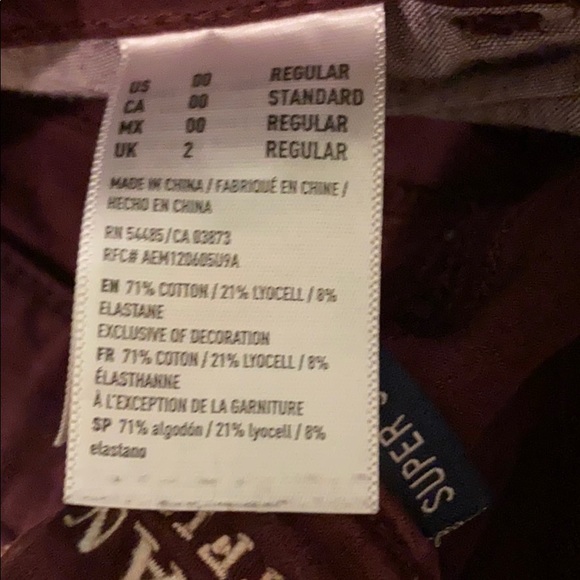 US 00 REGULAR
CA 00 STANDARD
MX 00 REGULAR
UK 2 REGULAR
MADE IN CHINA / FABRIQUÉ EN CHINE /
HECHO EN CHINA
RN 54485/CA 03873
RFC# AEM120605U9A
EN 71% COTTON / 21% LYOCELL / 8%
ELASTANE
EXCLUSIVE OF DECORATION
FR 71% COTON / 21% LYOCELL / 8%
ÉLASTHANNE
À L'EXCEPTION DE LA GARNITURE
SP 71% algodón / 21% lyocell / 8%
elastano
SUPER